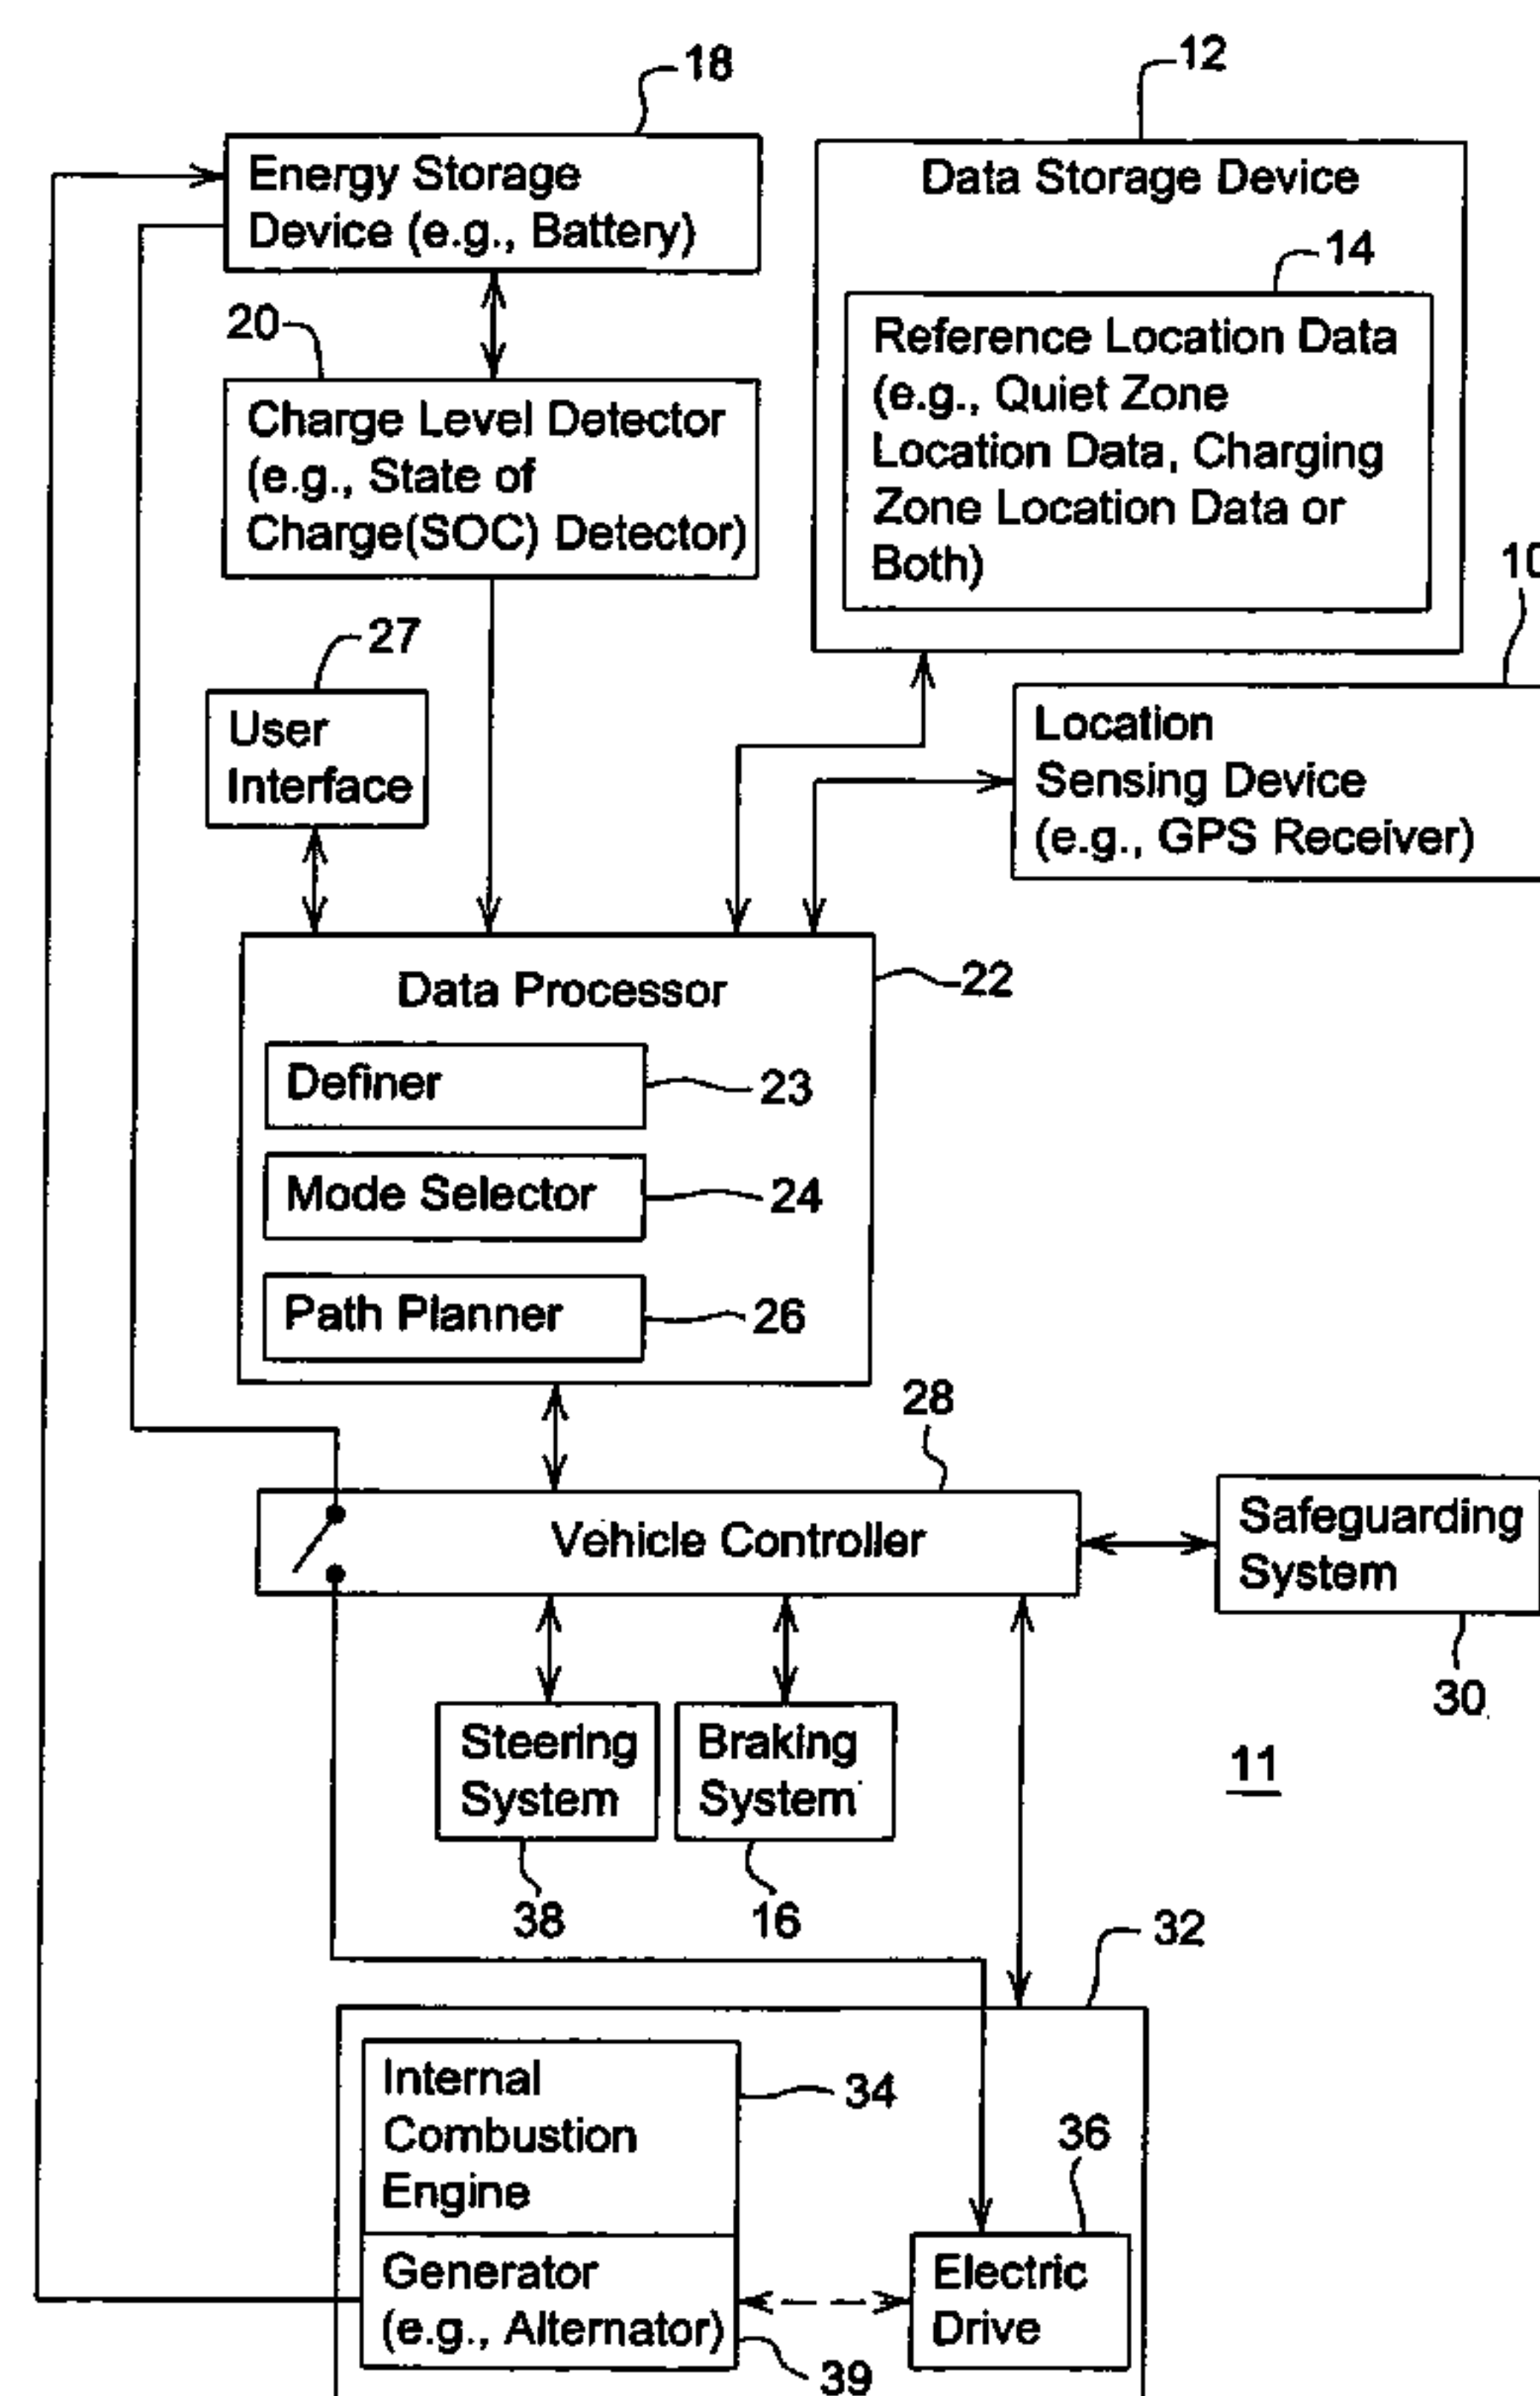 18
12
Energy Storage
Device (e.g., Battery)
Data Storage Device
14
20
Reference Location Data
(e.g., Quiet Zone
Location Data, Charging
Zone Location Data or
Both)
Charge Level Detector
(e.g., State of
Charge(SOC) Detector)
10
27
User
Interface
Location
Sensing Device
(e.g., GPS Receiver)
Data Processor
22
Definer
23
Mode Selector
24
Path Planner
26
28
Vehicle Controller
Safeguarding
System
30
Steering
System
Braking
System
11
38
16
32
Internal
Combustion
Engine
34
36
Generator
(e.g., Alternator)
Electric
Drive
39